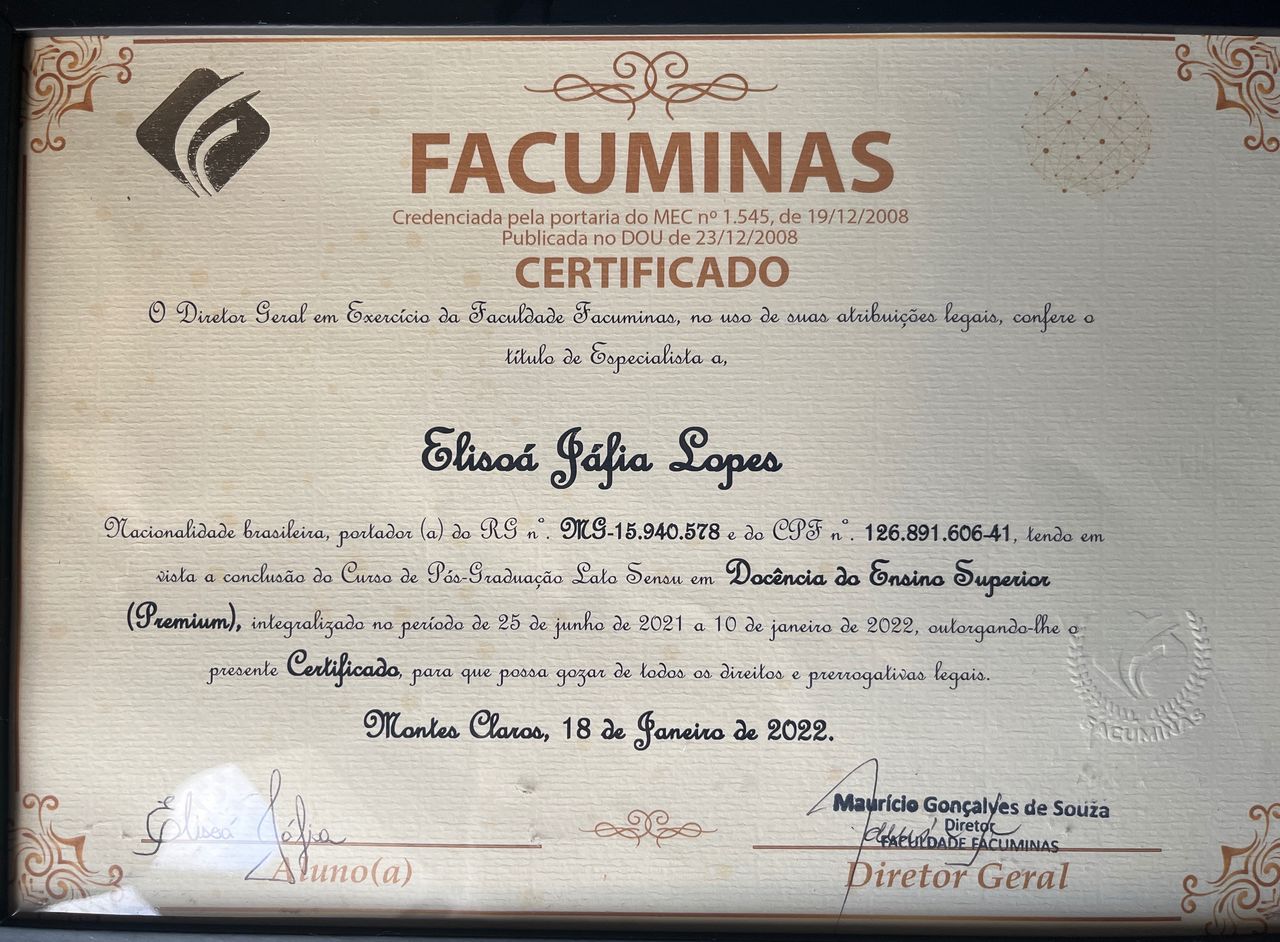 FACUMINAS
Credenciada pela portaria do MEC nº 1.545, de 19/12/2008
Publicada no DOU de 23/12/2008
CERTIFICADO
O Diretor Geral em Exercício da Faculdade Facuminas, no uso de suas atribuições legais, confere o
título de Especialista a,
Elisoá Jáfia Lopes
Nacionalidade brasileira, portador (a) do RG nº. MG-15.940.578 e do CPF nº. 126.891.606-41, tendo em
vista a conclusão do Curso de Pós-Graduação Lato Sensu em Docência do Ensino Superior
(Premium), integralizado no período de 25 de junho de 2021 a 10 de janeiro de 2022, outorgando-lhe o
presente Certificado, para que possa gozar de todos os direitos e prerrogativas legais.
FACUMINAS
Montes Claros, 18 de Janeiro de 2022.
Elisoá Jáfia
Aluno(a)
Maurício Gonçalves de Souza
Diretor
FACULDADE FACUMINAS
Diretor Geral